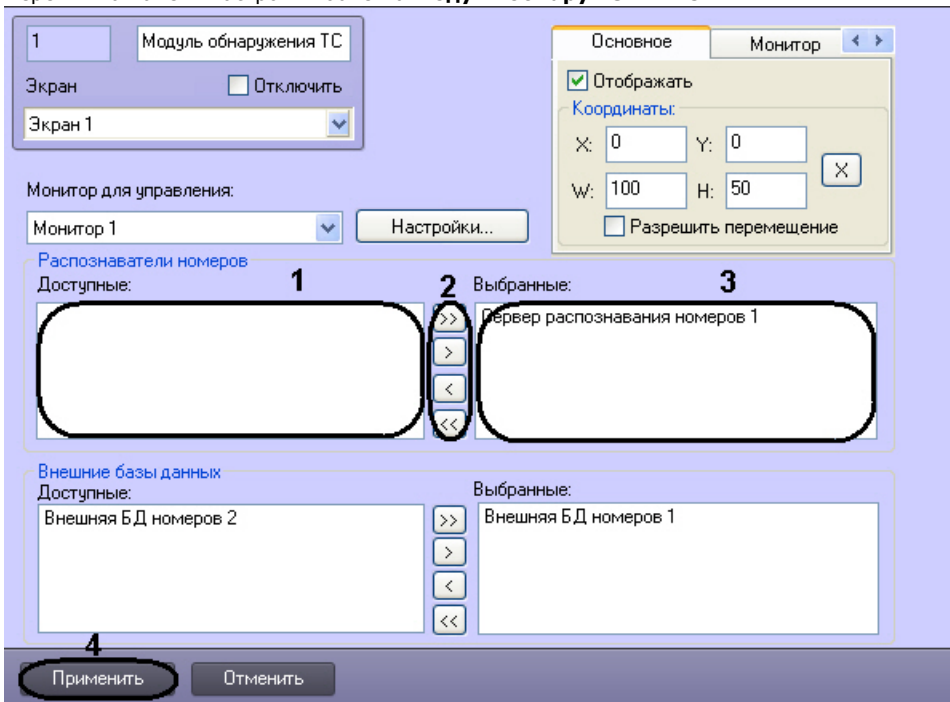 1
Модуль обнаружения ТС
Экран
Отключить
Экран 1
Основное
Монитор
Отображать
Координаты:
X: 0 Y: 0
W: 100 H: 50
X
Разрешить перемещение
Монитор для управления:
Монитор 1
Настройки...
Распознаватели номеров
Доступные:
1
2
Выбранные:
3
Сервер распознавания номеров 1
>>
>
<
<<
Внешние базы данных
Доступные:
Выбранные:
Внешняя БД номеров 2
Внешняя БД номеров 1
>>
>
<
<<
4
Применить
Отменить